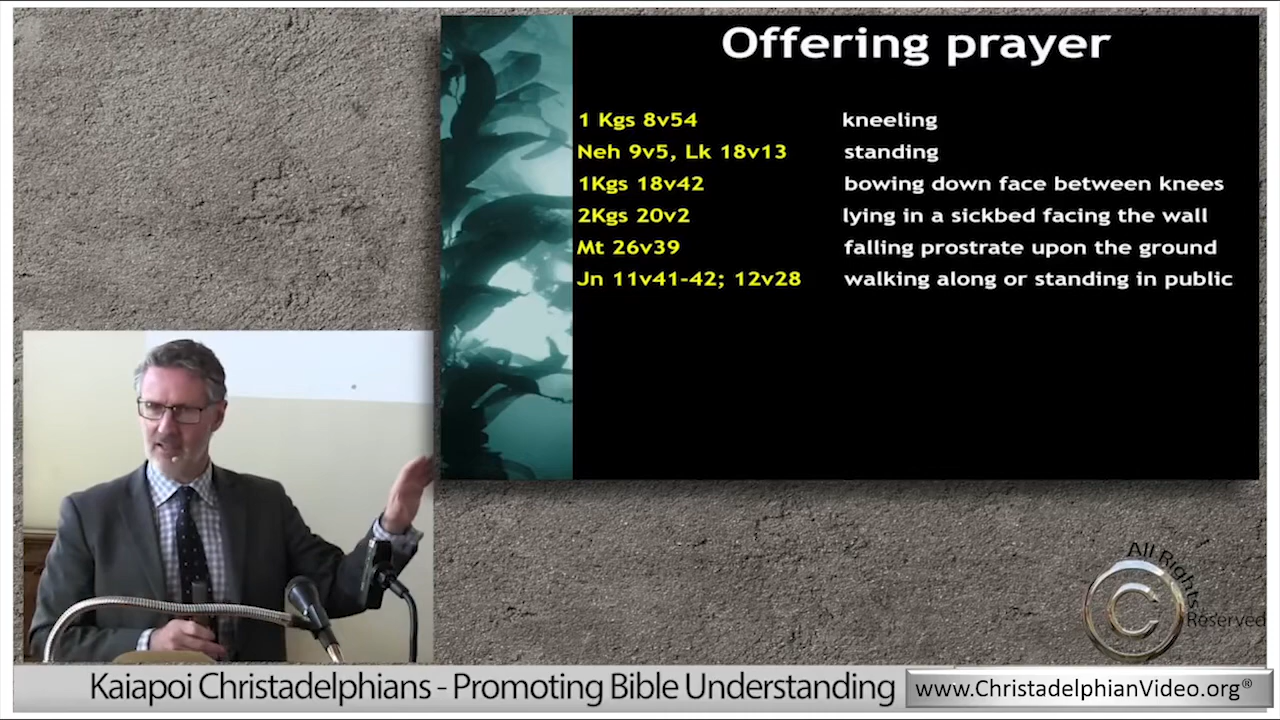 Offering prayer
1 Kgs 8v54 kneeling
Neh 9v5, Lk 18v13 standing
1Kgs 18v42 bowing down face between knees
2Kgs 20v2 lying in a sickbed facing the wall
Mt 26v39 falling prostrate upon the ground
Jn 11v41-42; 12v28 walking along or standing in public
All Rights
©
Reserved
Kaiapoi Christadelphians - Promoting Bible Understanding
www.ChristadelphianVideo.org®